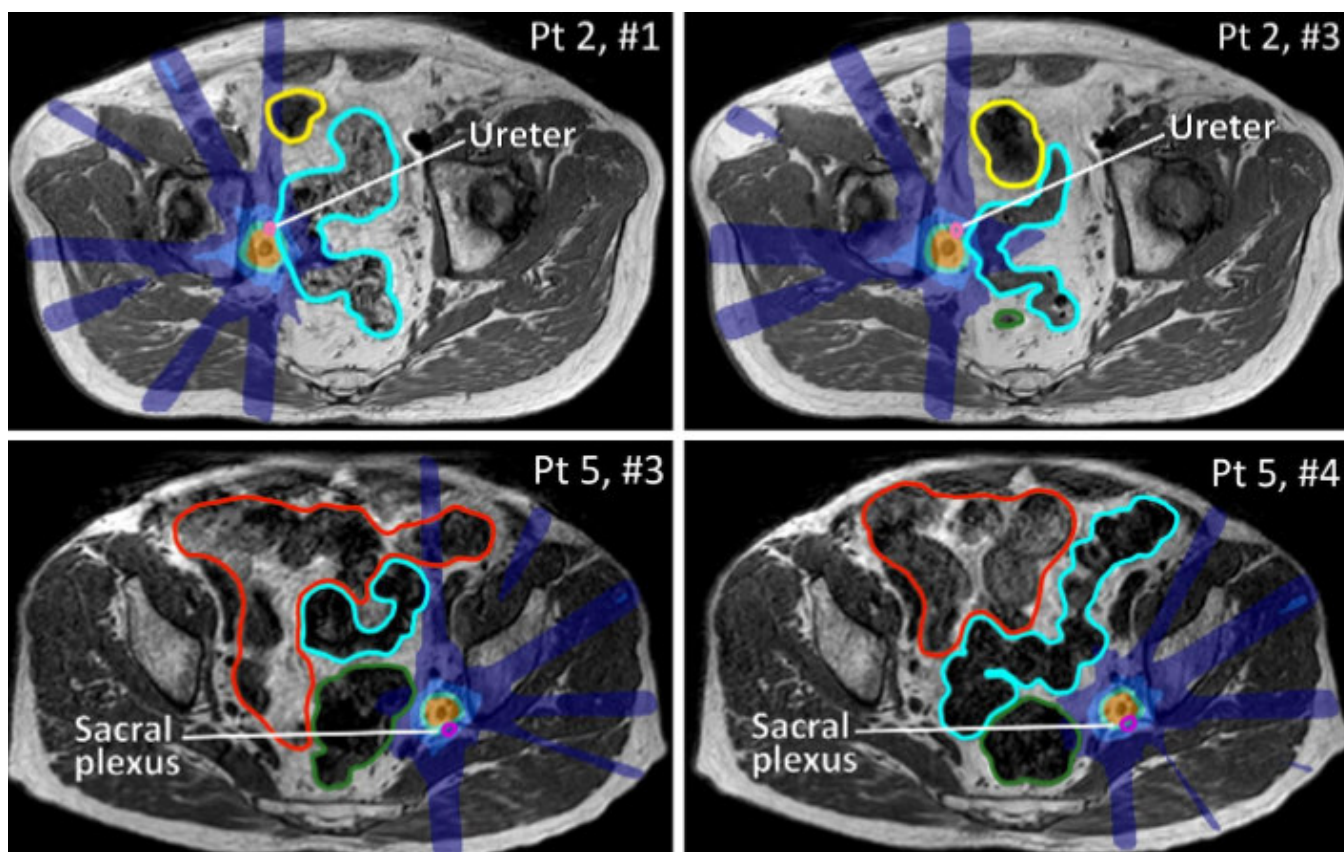 Pt 2, #1
Ureter
Pt 2, #3
Ureter
Pt 5, #3
Sacral
plexus
Pt 5, #4
Sacral
plexus